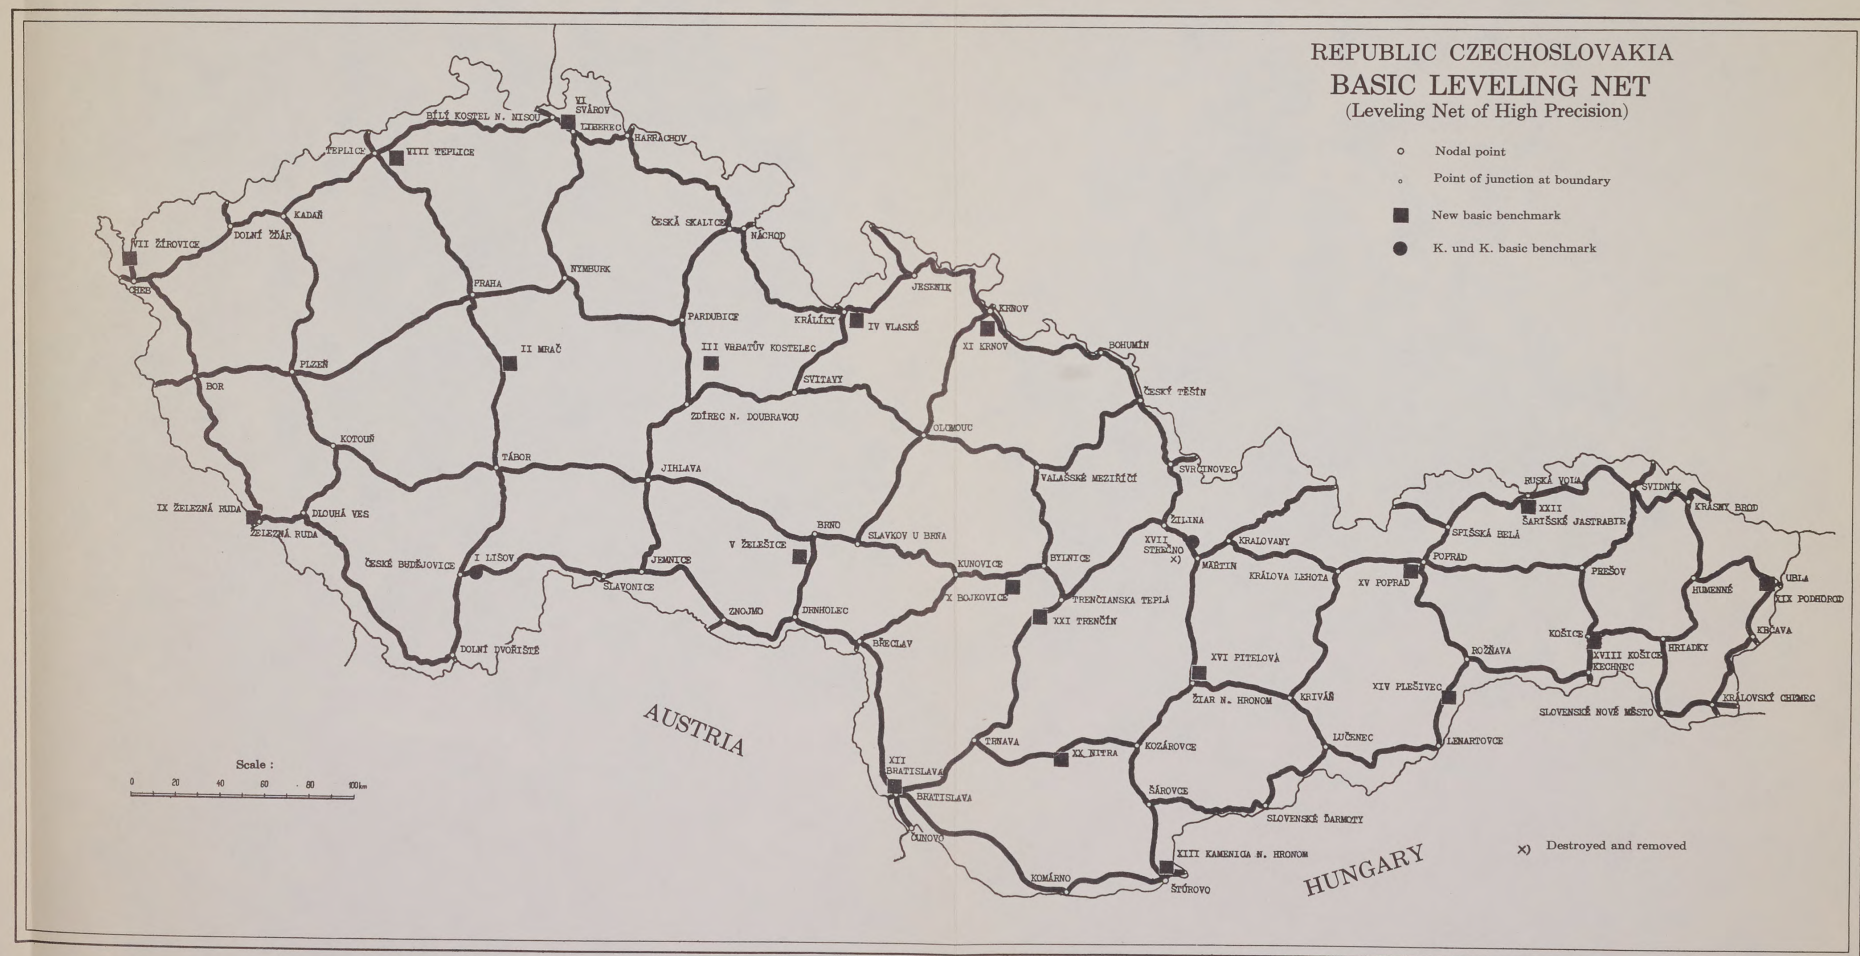 REPUBLIC CZECHOSLOVAKIA
BASIC LEVELING NET
(Leveling Net of High Precision)
Nodal point
Point of junction at boundary
New basic benchmark
K. und K. basic benchmark
VI
SVÁROV
BÍLÝ KOSTEL N. NISOU
LIBEREC
HARRACHOV
TEPLICE
VIII TEPLICE
KADAŇ
ČESKÁ SKALICE
DOLNÍ ŽĎÁR
NÁCHOD
VII ŽÍROVICE
NYMBURK
CHEB
PRAHA
JESENIK
KRNOV
PARDUBICE
KRÁLÍKY
IV VLASKÉ
XI KRNOV
BOHUMÍN
II MRAČ
III VRBATŮV KOSTELEC
PLZEŇ
BOR
SVITAVY
ČESKÝ TĚŠÍN
ZDÍREC N. DOUBRAVOU
OLOMOUC
KOTOUŇ
TÁBOR
JIHLAVA
SVRČINOVEC
VALAŠSKÉ MEZIŘÍČÍ
RUSKÁ VOĽA
SVIDNÍK
IX ŽELEZNÁ RUDA
DLOUHÁ VES
XXII
ŠARIŠSKÉ JASTRABIE
KRÁSNY BROD
ŽELEZNÁ RUDA
BRNO
SLAVKOV U BRNA
ŽILINA
SPIŠSKÁ BELÁ
V ŽELEŠICE
XVII
STREČNO
X)
KRALOVANY
I LIŠOV
JEMNICE
BYLNICE
POPRAD
ČESKÉ BUDĚJOVICE
KUNOVICE
MARTIN
KRÁLOVA LEHOTA
XV POPRAD
PREŠOV
SLAVONICE
X BOJKOVICE
TRENČIANSKA TEPLÁ
HUMENNÉ
UBLA
XIX PODHOROD
ZNOJMO
DRNHOLEC
XXI TRENČÍN
BŘECLAV
KOŠICE
KRČAVA
DOLNÍ DVOŘIŠTĚ
XVI PITELOVÁ
ROŽŇAVA
XVIII KOŠICE
HRIADKY
KECHNEC
XIV PLEŠIVEC
ŽIAR N. HRONOM
KRIVÁŇ
KRÁĽOVSKÝ CHLMEC
SLOVENSKÉ NOVÉ MĚSTO
AUSTRIA
TRNAVA
XX NITRA
KOZÁROVCE
LUČENEC
LENARTOVCE
XII
BRATISLAVA
BRATISLAVA
ŠÁROVCE
SLOVENSKÉ ĎARMOTY
ČUNOVO
Scale :
0 20 40 60 80 100km
XIII KAMENICA N. HRONOM
KOMÁRNO
ŠTÚROVO
HUNGARY
x) Destroyed and removed